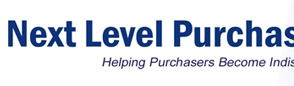 Next Level Purchas
Helping Purchasers Become Indis